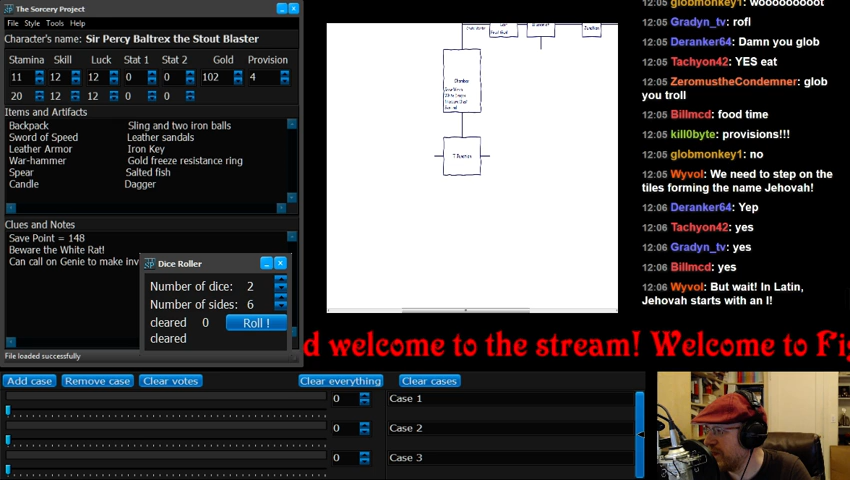 The Sorcery Project
File Style Tools Help
Character's name: Sir Percy Baltrex the Stout Blaster
Stamina Skill Luck Stat 1 Stat 2 Gold Provision
11 12 12 0 0 102 4
20 12 12 0 0
Items and Artifacts
Backpack Sling and two iron balls
Sword of Speed Leather sandals
Leather Armor Iron Key
War-hammer Gold freeze resistance ring
Spear Salted fish
Candle Dagger
Clues and Notes
Save Point = 148
Beware the White Rat!
Can call on Genie to make inv
Dice Roller
Number of dice: 2
Number of sides: 6
cleared 0 Roll !
cleared
File loaded successfully
globmonkey1: wooooooooot
12:05 Gradyn_tv: rofl
12:05 Deranker64: Damn you glob
12:05 Tachyon42: YES eat
12:05 ZeromustheCondemner: glob
you troll
12:05 Billmcd: food time
12:05 kill0byte: provisions!!!
12:05 globmonkey1: no
12:06 Wyvol: We need to step on the
tiles forming the name Jehovah!
12:06 Deranker64: Yep
12:06 Tachyon42: yes
12:06 Gradyn_tv: yes
12:06 Billmcd: yes
12:06 Wyvol: But wait! In Latin,
Jehovah starts with an I!
d welcome to the stream! Welcome to Fi
Add case Remove case Clear votes Clear everything Clear cases
0 Case 1
0 Case 2
0 Case 3